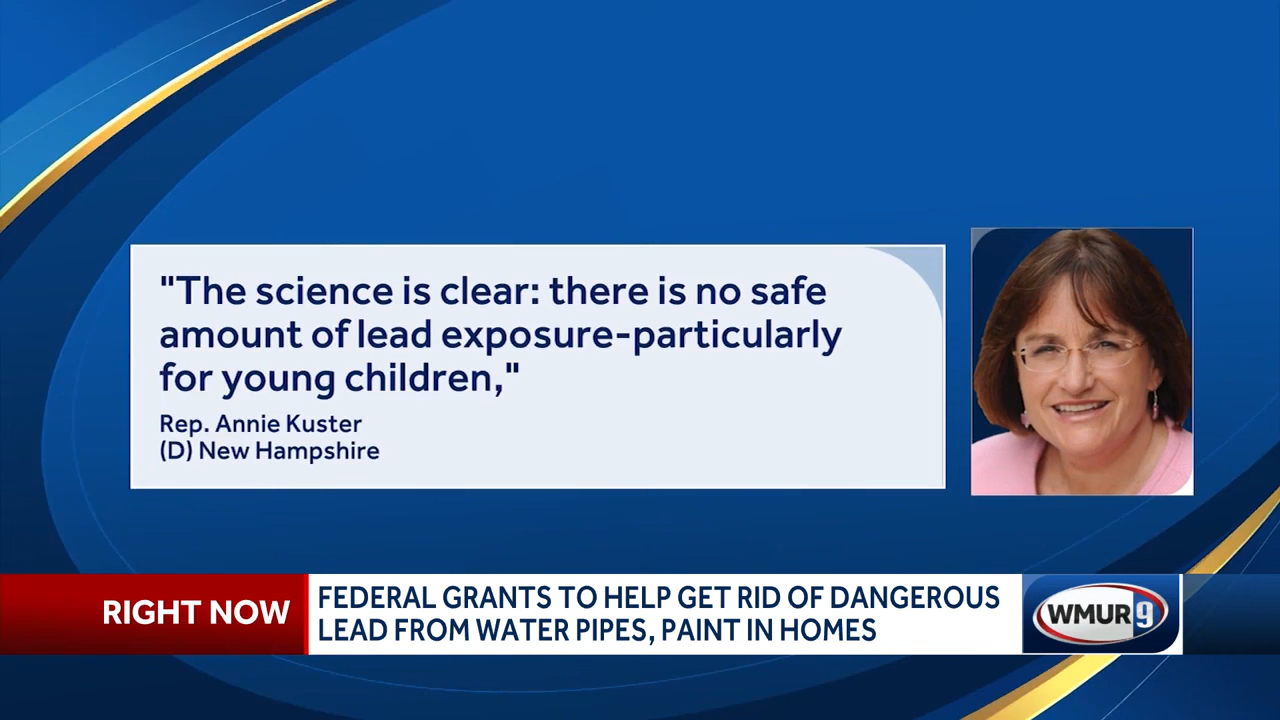 "The science is clear: there is no safe
amount of lead exposure-particularly
for young children,"
Rep. Annie Kuster
(D) New Hampshire
RIGHT NOW
FEDERAL GRANTS TO HELP GET RID OF DANGEROUS
LEAD FROM WATER PIPES, PAINT IN HOMES
WMUR 9